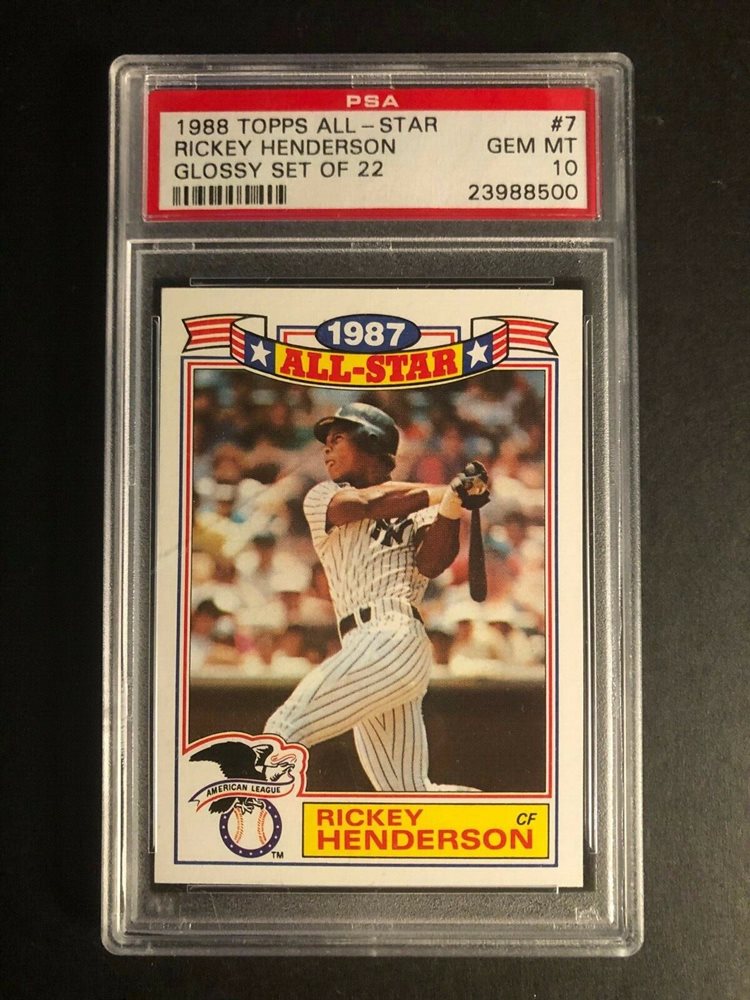 PSA
1988 TOPPS ALL-STAR #7
RICKEY HENDERSON GEM MT
GLOSSY SET OF 22 10
23988500
1987
ALL-STAR
NY
AMERICAN LEAGUE
TM
RICKEY CF
HENDERSON